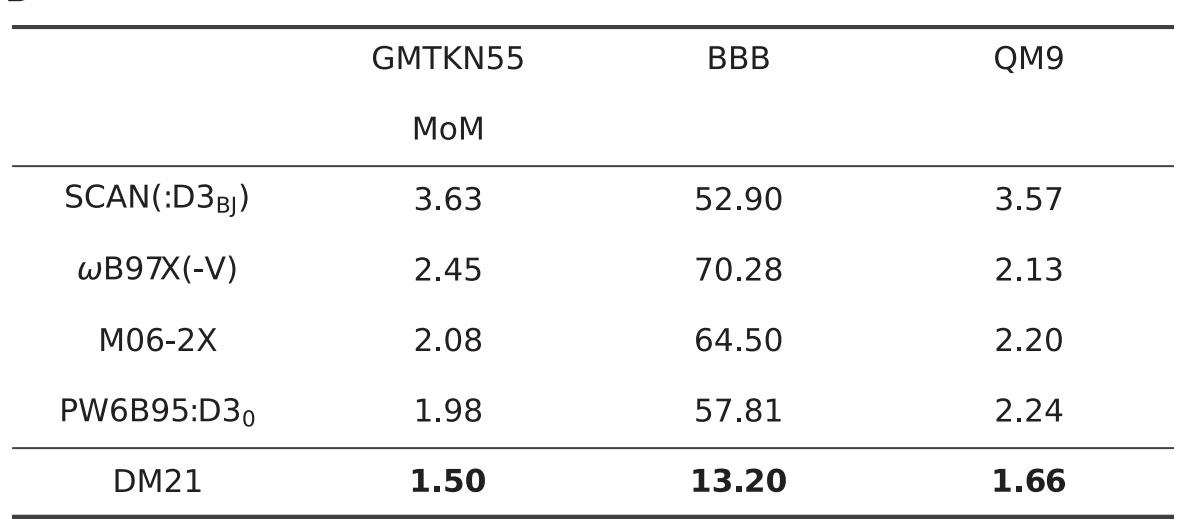 GMTKN55 BBB QM9
MoM
SCAN(:D3BJ) 3.63 52.90 3.57
ωB97X(-V) 2.45 70.28 2.13
M06-2X 2.08 64.50 2.20
PW6B95:D30 1.98 57.81 2.24
DM21 1.50 13.20 1.66